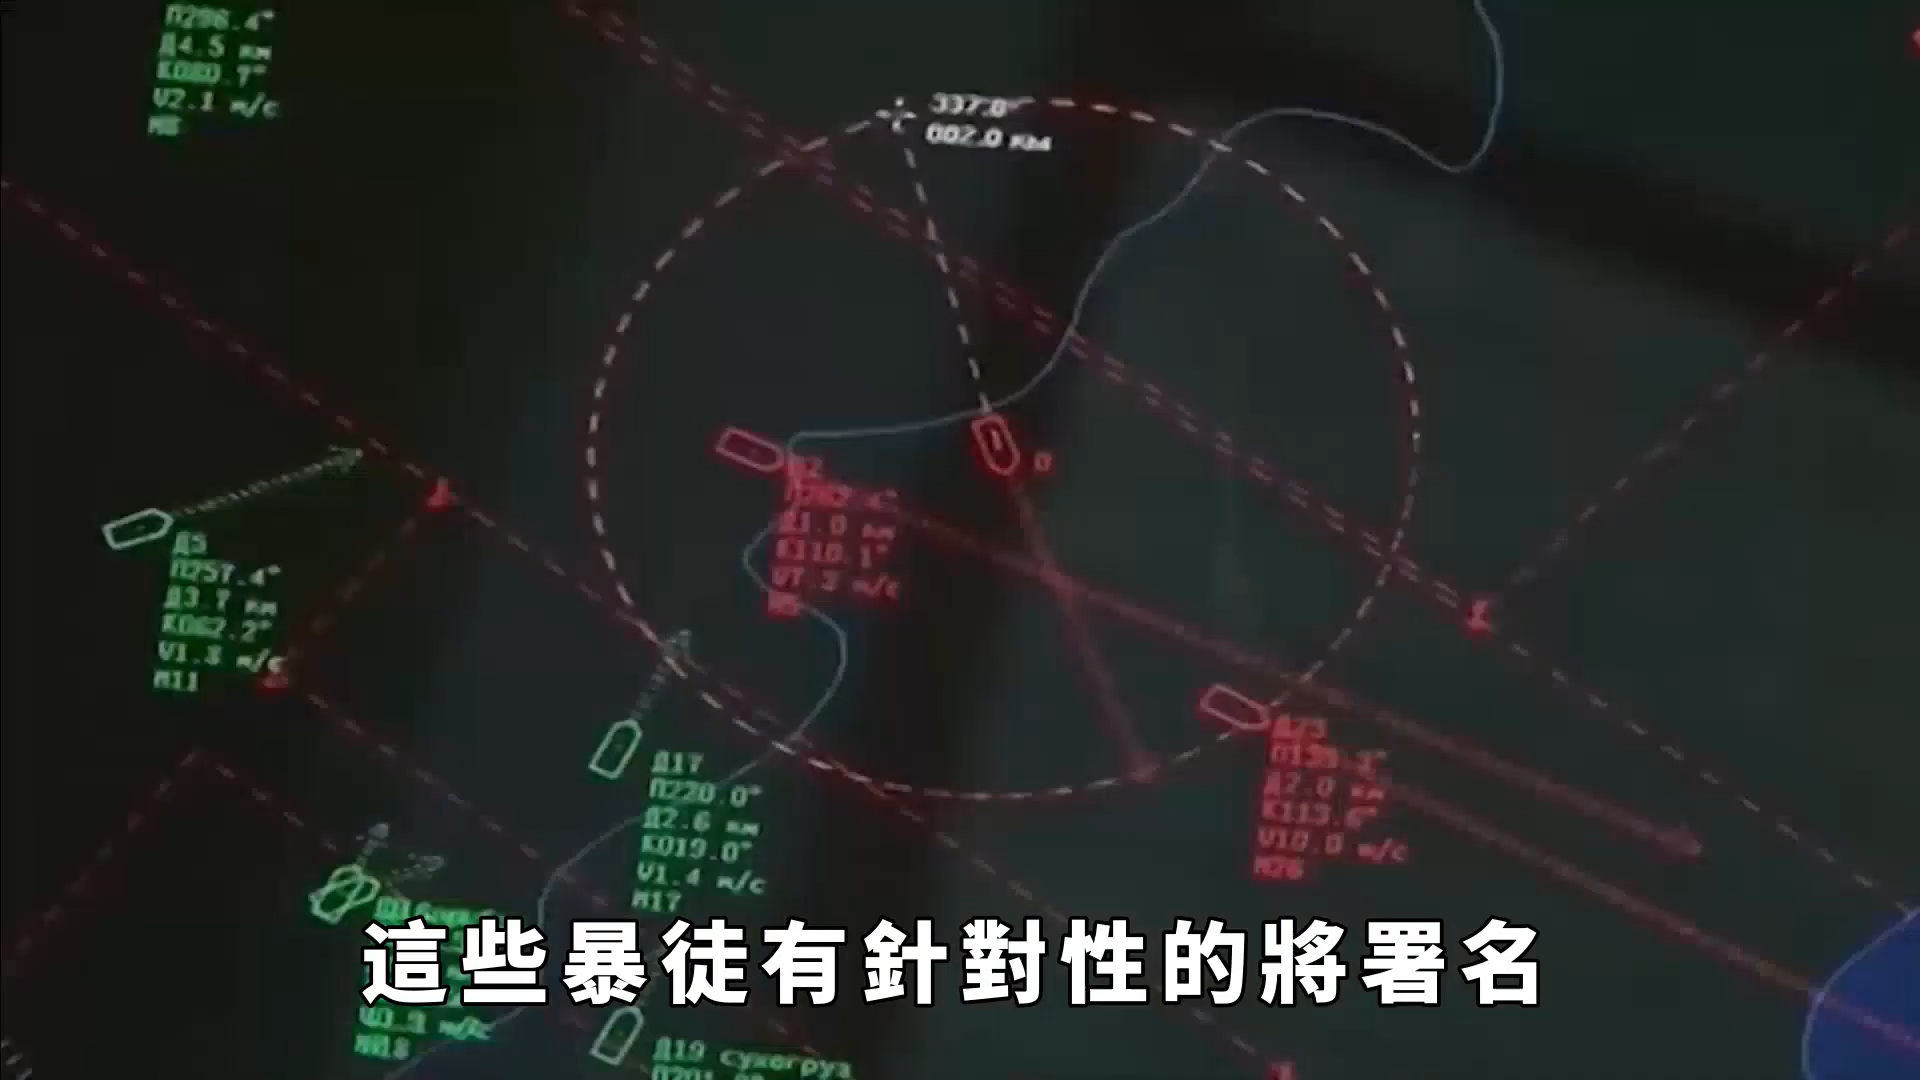 П296.4°
Д4.5 км
К080.7°
V2.1 м/с
М8
337.0°
002.0 кы
0
Д5
П257.4°
Д3.7 км
К062.2°
V1.3 м/с
М11
Д1.0 км
К110.1°
V7.3 м/с
Д17
П220.0°
Д2.6 км
К019.0°
V1.4 м/с
М17
Д2.0 км
К113.6°
V10.0 м/с
М26
這些暴徒有針對性的將署名
Д19 сухогруз